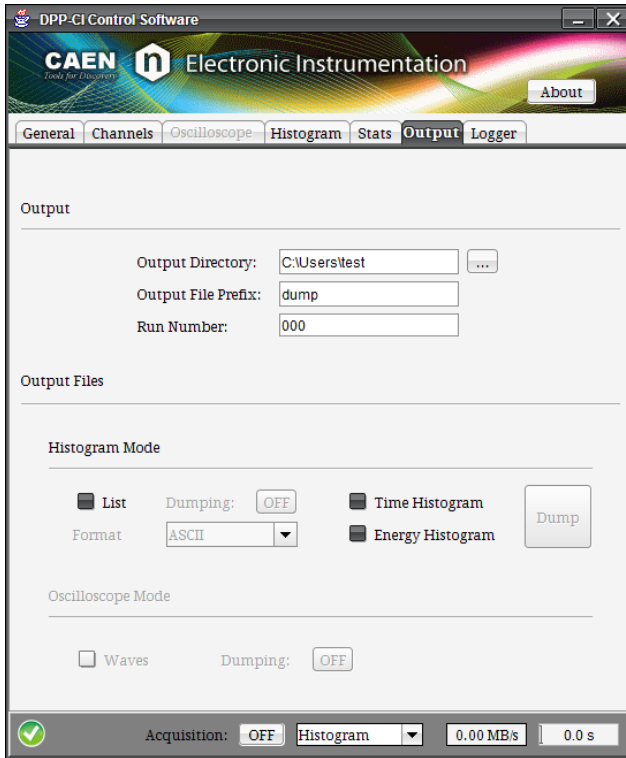 DPP-CI Control Software
CAEN n Electronic Instrumentation
Tools for Discovery
About
General Channels Oscilloscope Histogram Stats Output Logger
Output
Output Directory: C:\Users\test ...
Output File Prefix: dump
Run Number: 000
Output Files
Histogram Mode
List Dumping: OFF Time Histogram
Dump
Format ASCII Energy Histogram
Oscilloscope Mode
Waves Dumping: OFF
Acquisition: OFF Histogram 0.00 MB/s 0.0 s